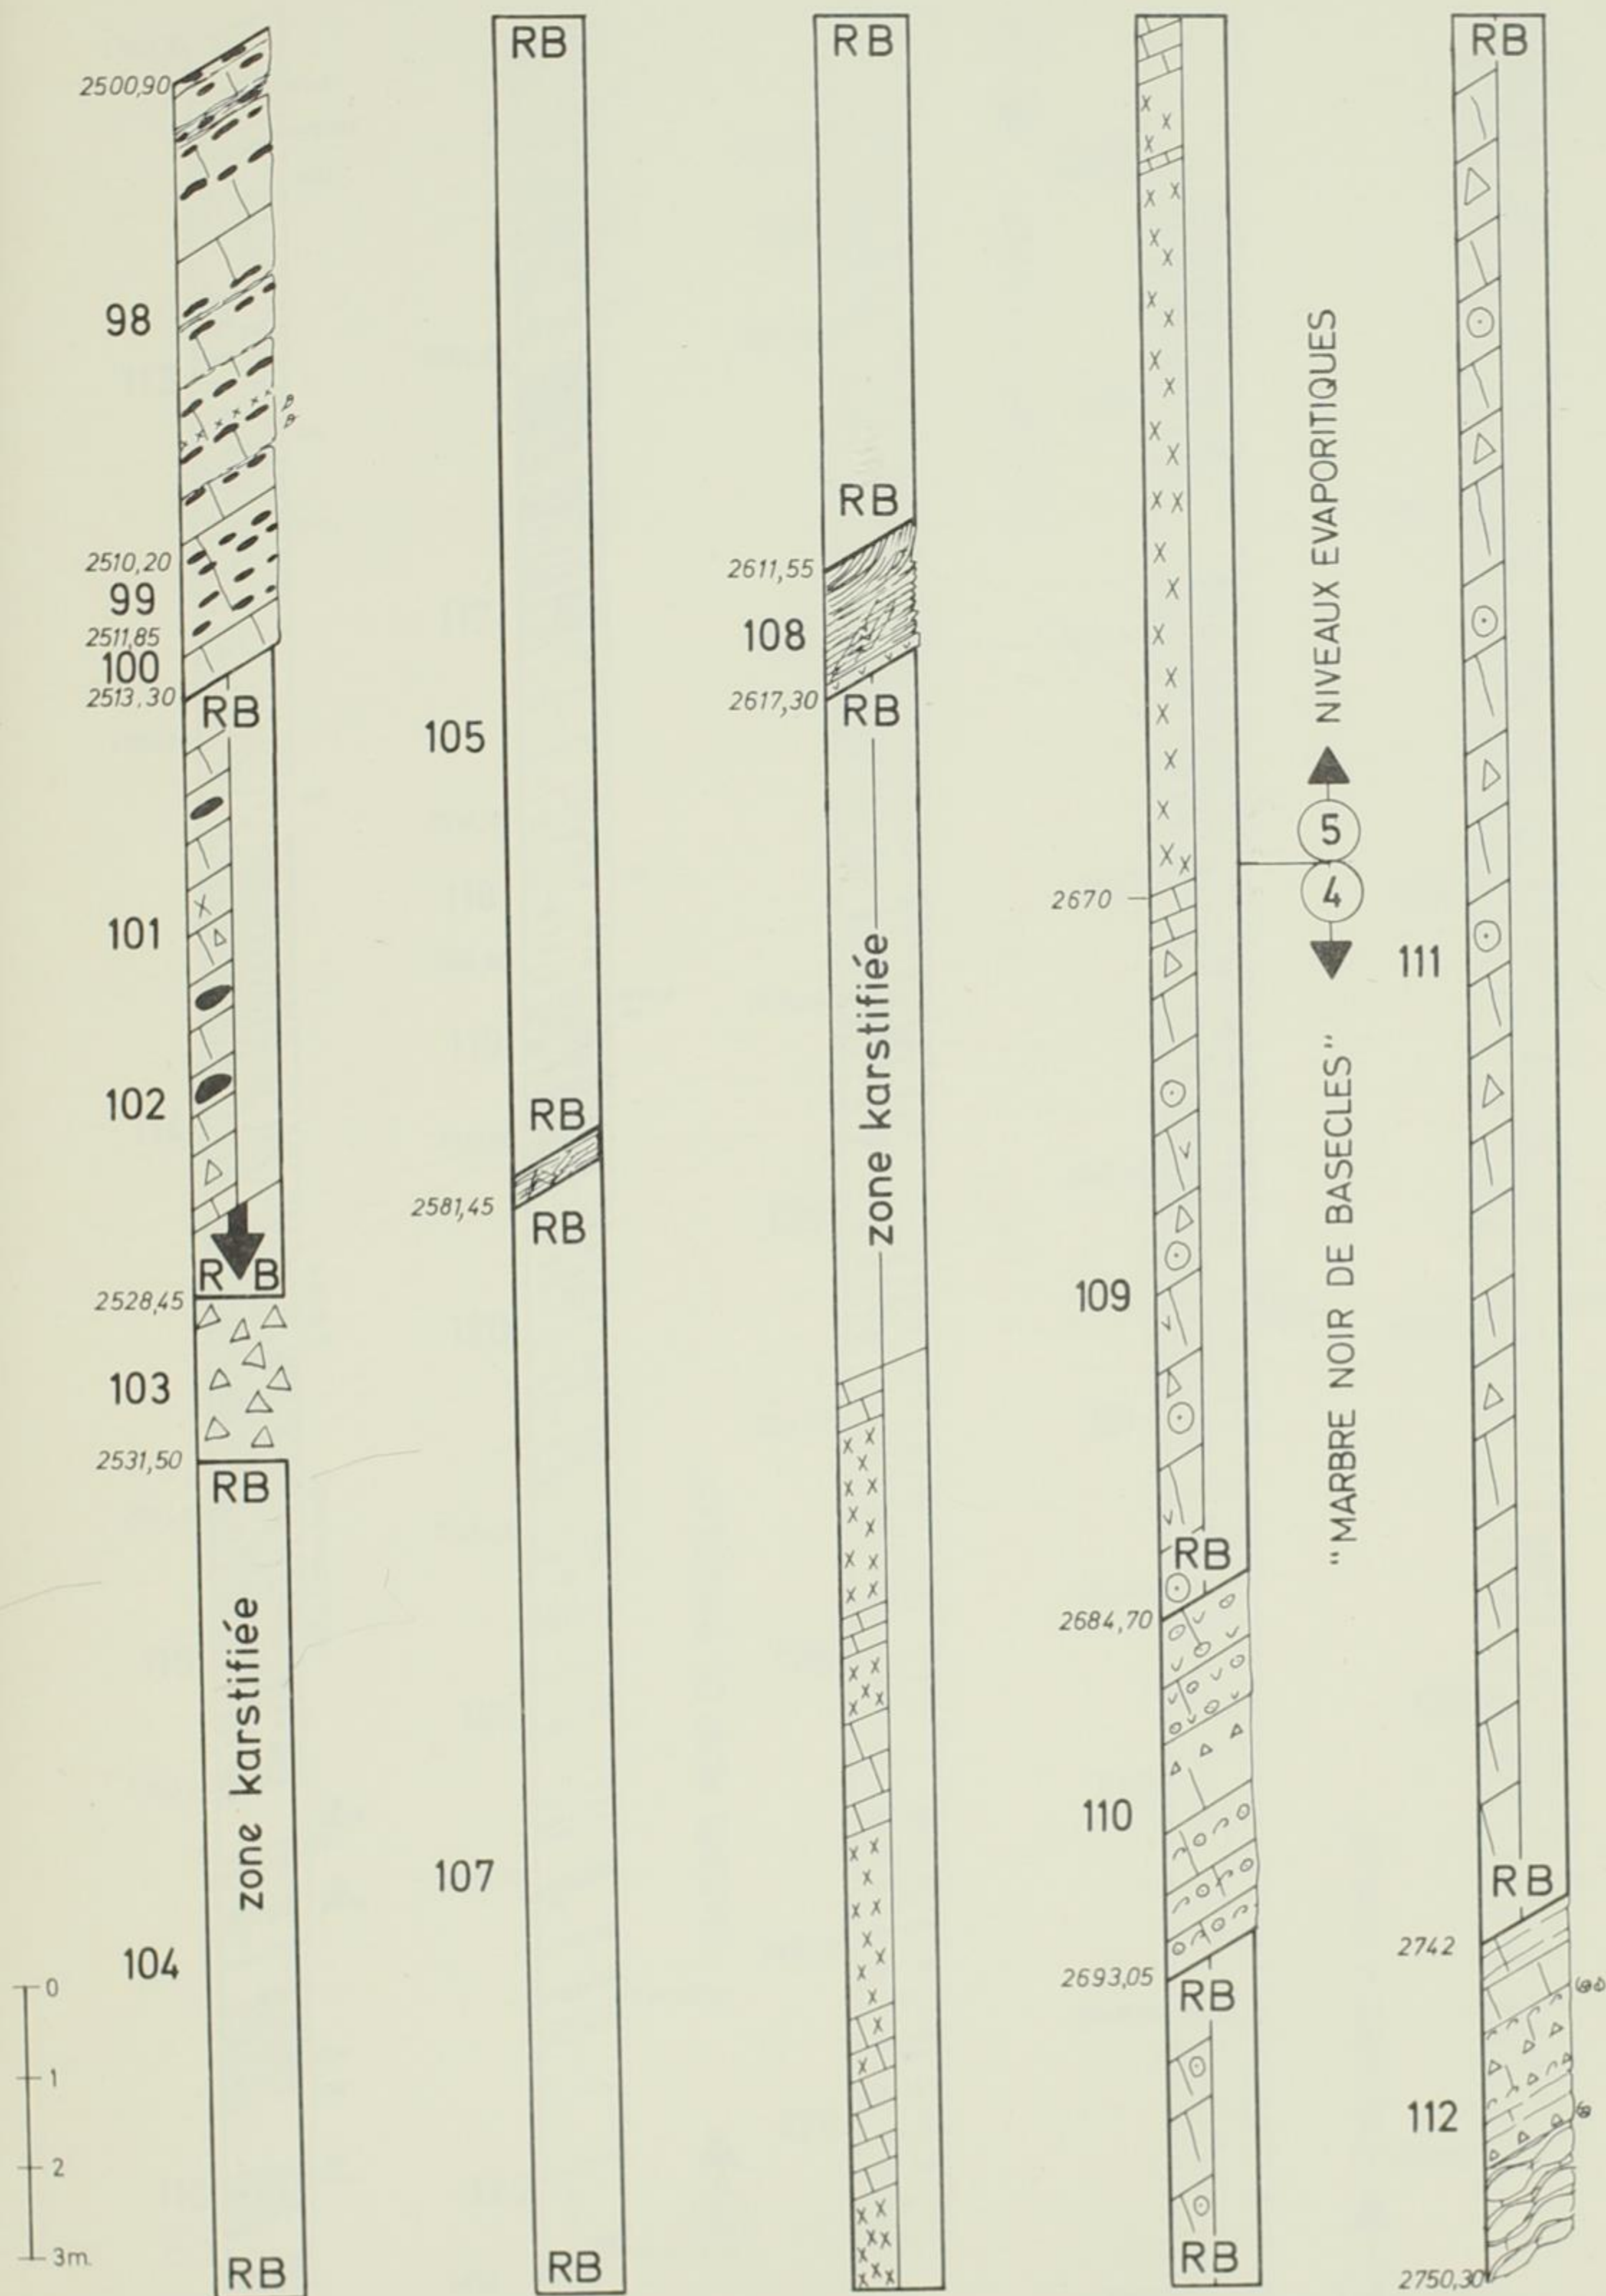 2500,90
98
2510,20
99
2511,85
100
2513,30
RB
101
102
R B
2528,45
103
2531,50
RB
zone karstifiée
104
0
1
2
3m.
RB
RB
105
RB
2581,45
RB
107
RB
RB
RB
2611,55
108
2617,30
RB
zone karstifiée
NIVEAUX EVAPORITIQUES
5
4
2670
"MARBRE NOIR DE BASECLES"
109
RB
2684,70
110
2693,05
RB
RB
RB
111
RB
2742
112
2750,30